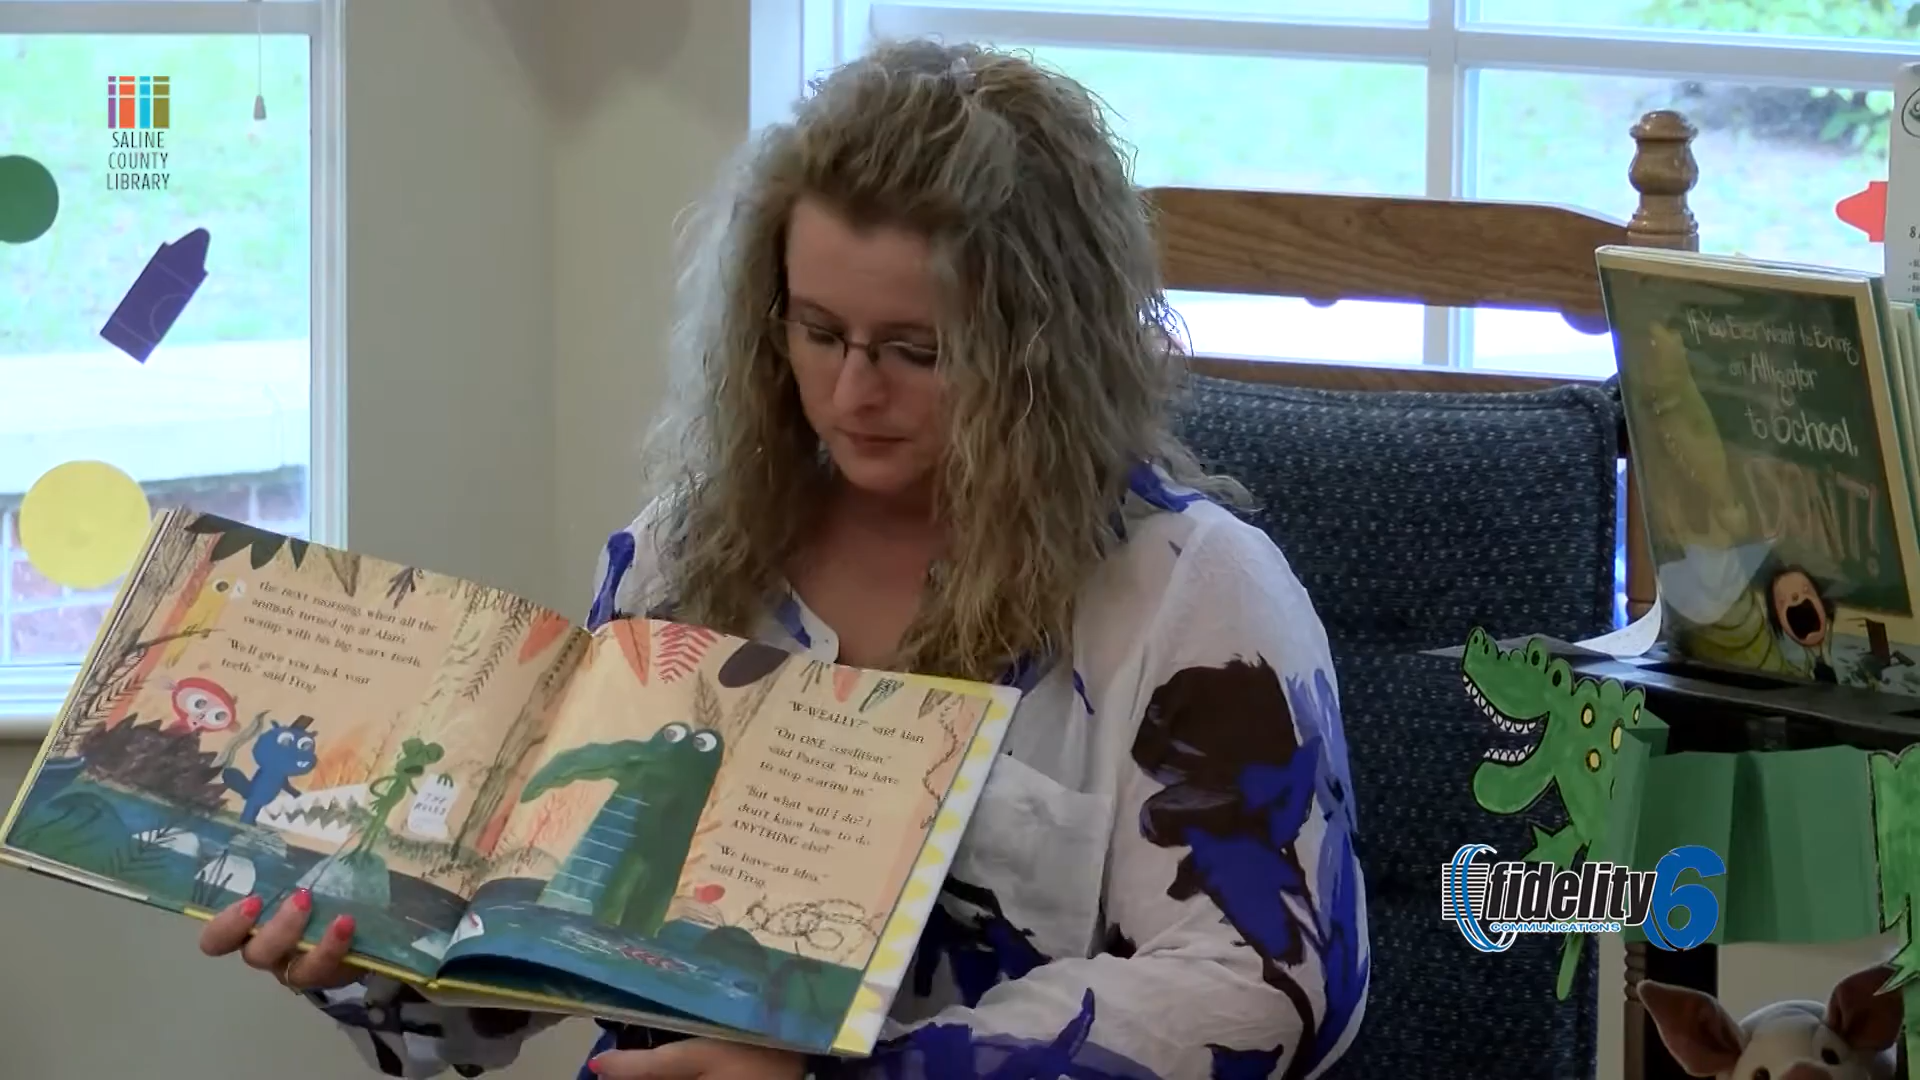 SALINE
COUNTY
LIBRARY
the next morning, when all the
animals turned up at Alan's
swamp with his big, scary teeth.
"We'll give you back your
teeth," said Frog.
THE
RULES
"W-WEALLY?" said Alan.
"On ONE condition,"
said Parrot. "You have
to stop scaring us."
"But what will I do? I
don't know how to do
ANYTHING else!"
"We have an idea,"
said Frog.
If You Ever Want to Bring
an Alligator
to School,
DON'T!
8
fidelity 6
COMMUNICATIONS